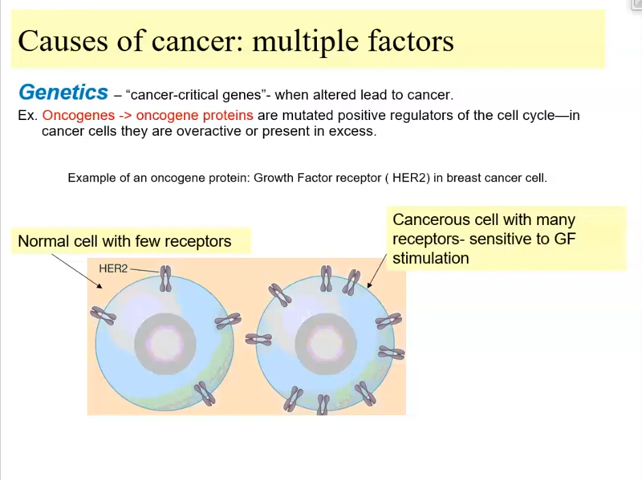 Causes of cancer: multiple factors
Genetics – “cancer-critical genes”- when altered lead to cancer.
Ex. Oncogenes -> oncogene proteins are mutated positive regulators of the cell cycle—in
cancer cells they are overactive or present in excess.
Example of an oncogene protein: Growth Factor receptor ( HER2) in breast cancer cell.
Cancerous cell with many
receptors- sensitive to GF
stimulation
Normal cell with few receptors
HER2